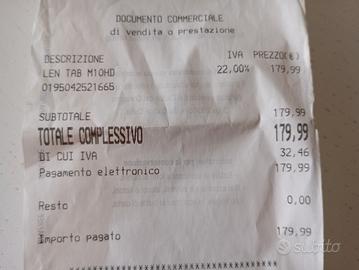 DOCUMENTO COMMERCIALE
di vendita o prestazione
DESCRIZIONE IVA PREZZO(€)
LEN TAB M10HD 22,00% 179,99
0195042521665
SUBTOTALE 179,99
TOTALE COMPLESSIVO 179,99
DI CUI IVA 32,46
Pagamento elettronico 179,99
Resto 0,00
Importo pagato 179,99
subito